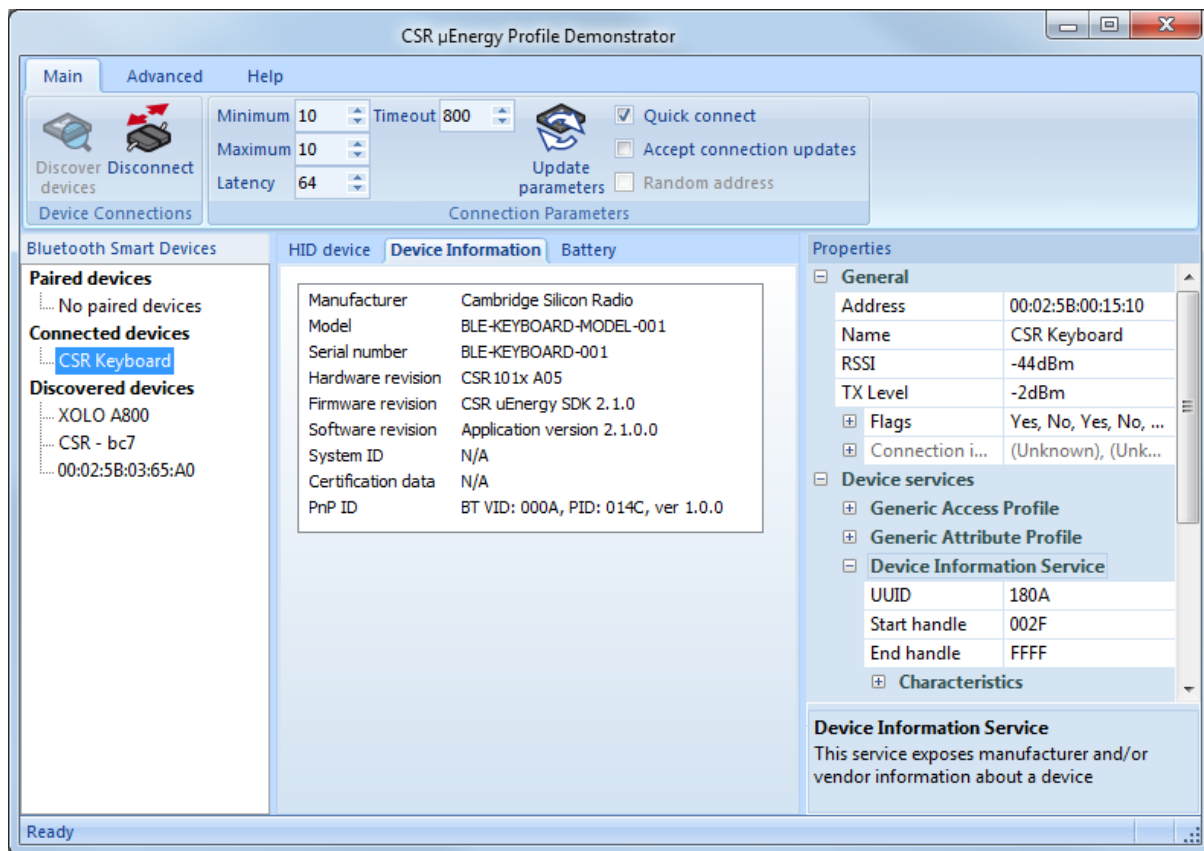 CSR µEnergy Profile Demonstrator
Main Advanced Help
Minimum 10 Timeout 800 Quick connect
Maximum 10 Accept connection updates
Latency 64 Random address
Discover devices Disconnect
Update parameters
Device Connections Connection Parameters
Bluetooth Smart Devices
Paired devices
No paired devices
Connected devices
CSR Keyboard
Discovered devices
XOLO A800
CSR - bc7
00:02:5B:03:65:A0
HID device Device Information Battery
Manufacturer Cambridge Silicon Radio
Model BLE-KEYBOARD-MODEL-001
Serial number BLE-KEYBOARD-001
Hardware revision CSR101x A05
Firmware revision CSR uEnergy SDK 2.1.0
Software revision Application version 2.1.0.0
System ID N/A
Certification data N/A
PnP ID BT VID: 000A, PID: 014C, ver 1.0.0
Properties
General
Address 00:02:5B:00:15:10
Name CSR Keyboard
RSSI -44dBm
TX Level -2dBm
Flags Yes, No, Yes, No, ...
Connection i... (Unknown), (Unk...
Device services
Generic Access Profile
Generic Attribute Profile
Device Information Service
UUID 180A
Start handle 002F
End handle FFFF
Characteristics
Device Information Service
This service exposes manufacturer and/or
vendor information about a device
Ready